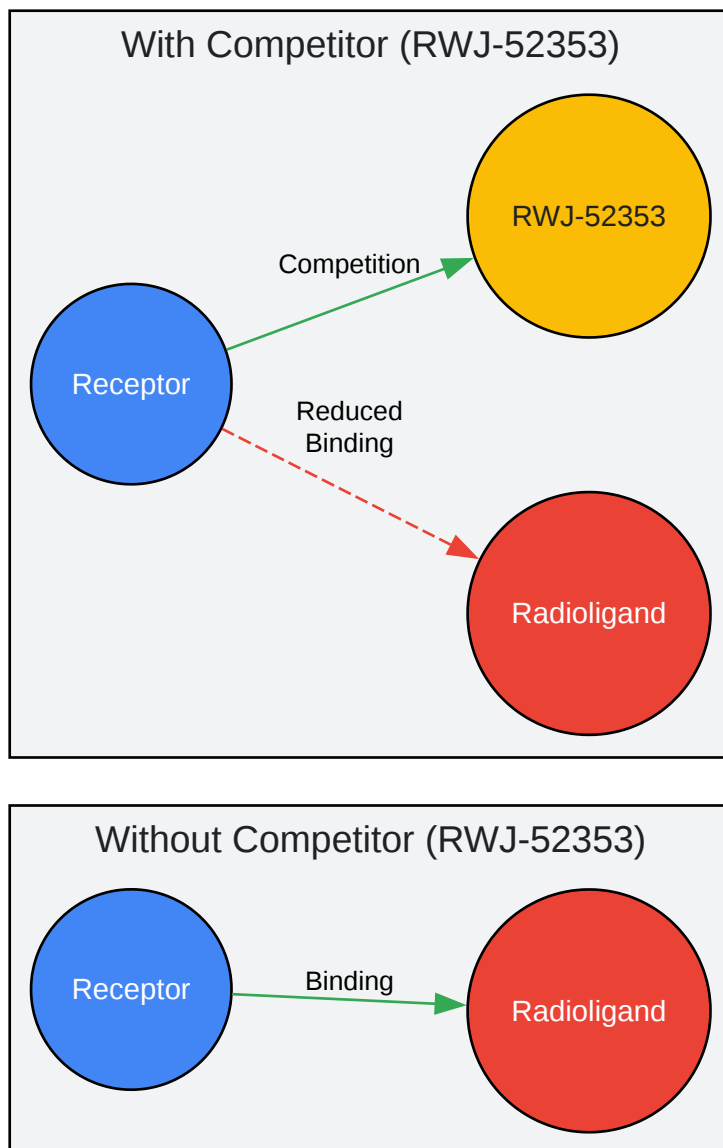 With Competitor (RWJ-52353)
RWJ-52353
Competition
Receptor
Reduced
Binding
Radioligand
Without Competitor (RWJ-52353)
Receptor
Binding
Radioligand